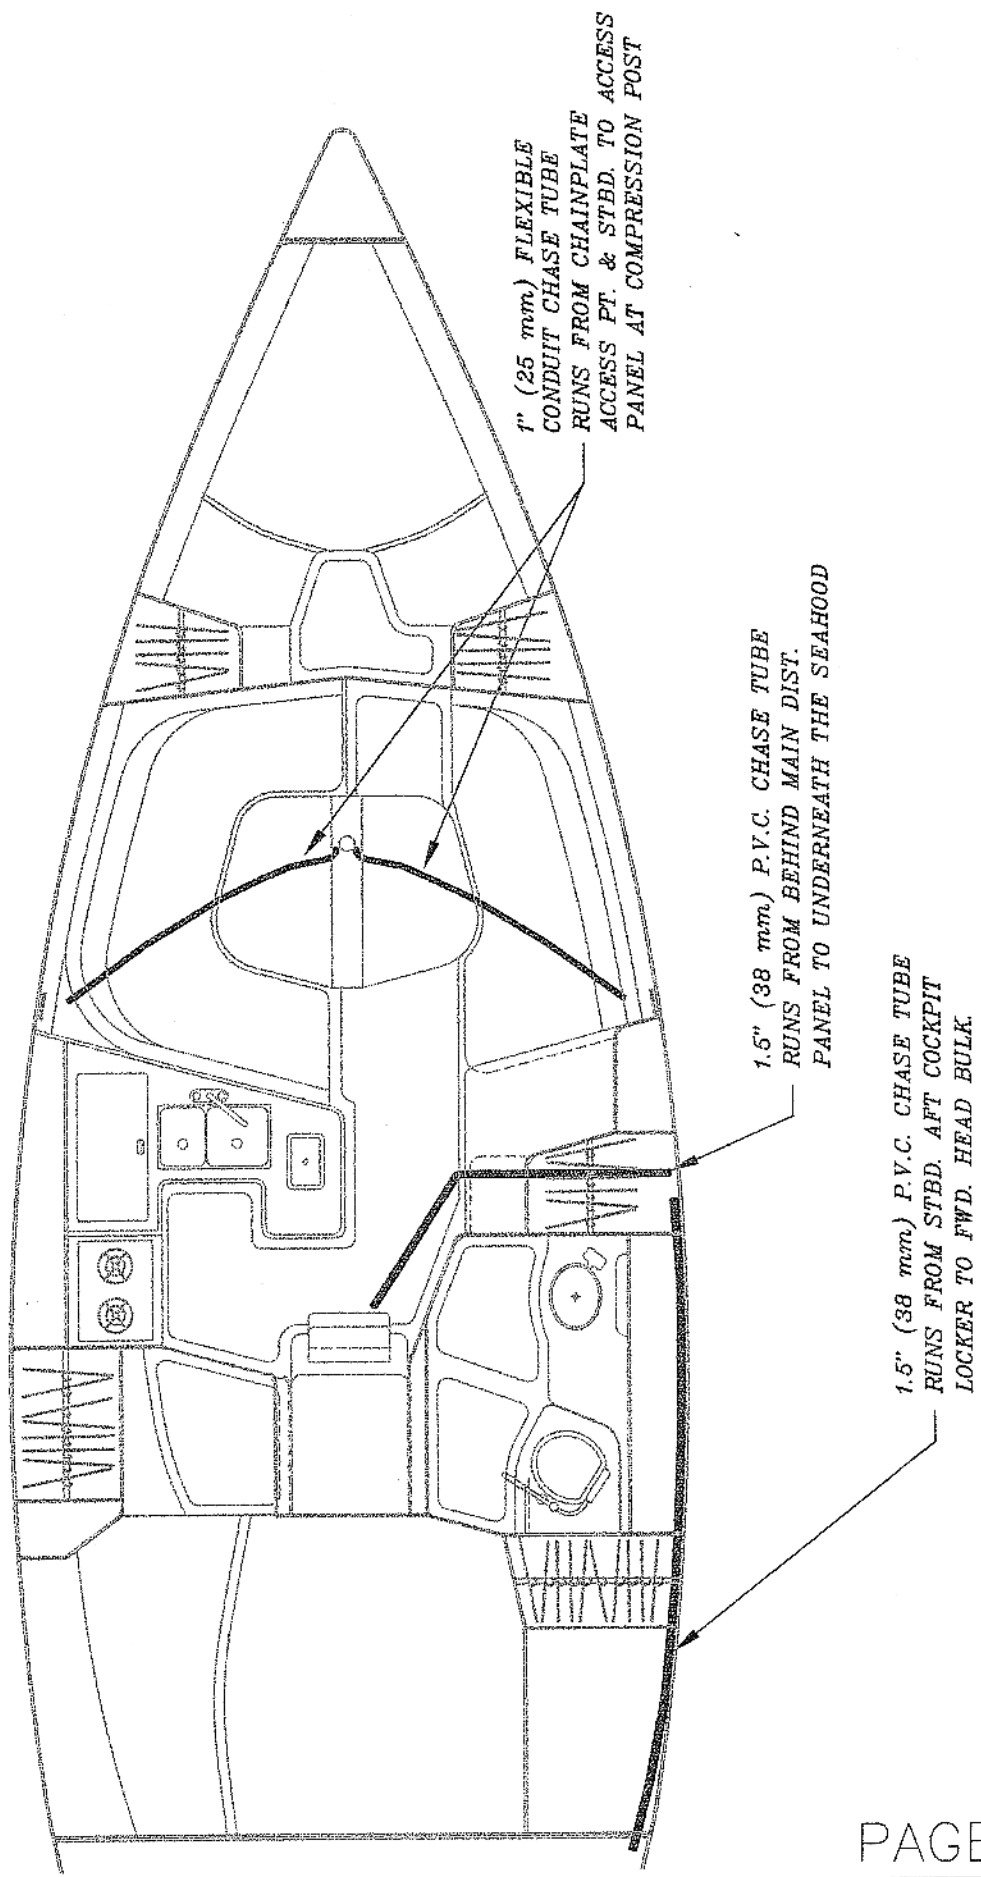 1" (25 mm) FLEXIBLE
CONDUIT CHASE TUBE
RUNS FROM CHAINPLATE
ACCESS PT. & STBD. TO ACCESS
PANEL AT COMPRESSION POST
1.5" (38 mm) P.V.C. CHASE TUBE
RUNS FROM BEHIND MAIN DIST.
PANEL TO UNDERNEATH THE SEAHOOD
1.5" (38 mm) P.V.C. CHASE TUBE
RUNS FROM STBD. AFT COCKPIT
LOCKER TO FWD. HEAD BULK.
PAGE